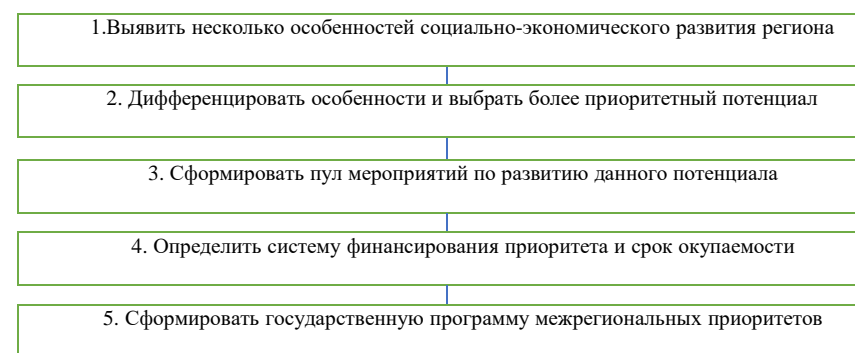 1.Выявить несколько особенностей социально-экономического развития региона
2. Дифференцировать особенности и выбрать более приоритетный потенциал
3. Сформировать пул мероприятий по развитию данного потенциала
4. Определить систему финансирования приоритета и срок окупаемости
5. Сформировать государственную программу межрегиональных приоритетов